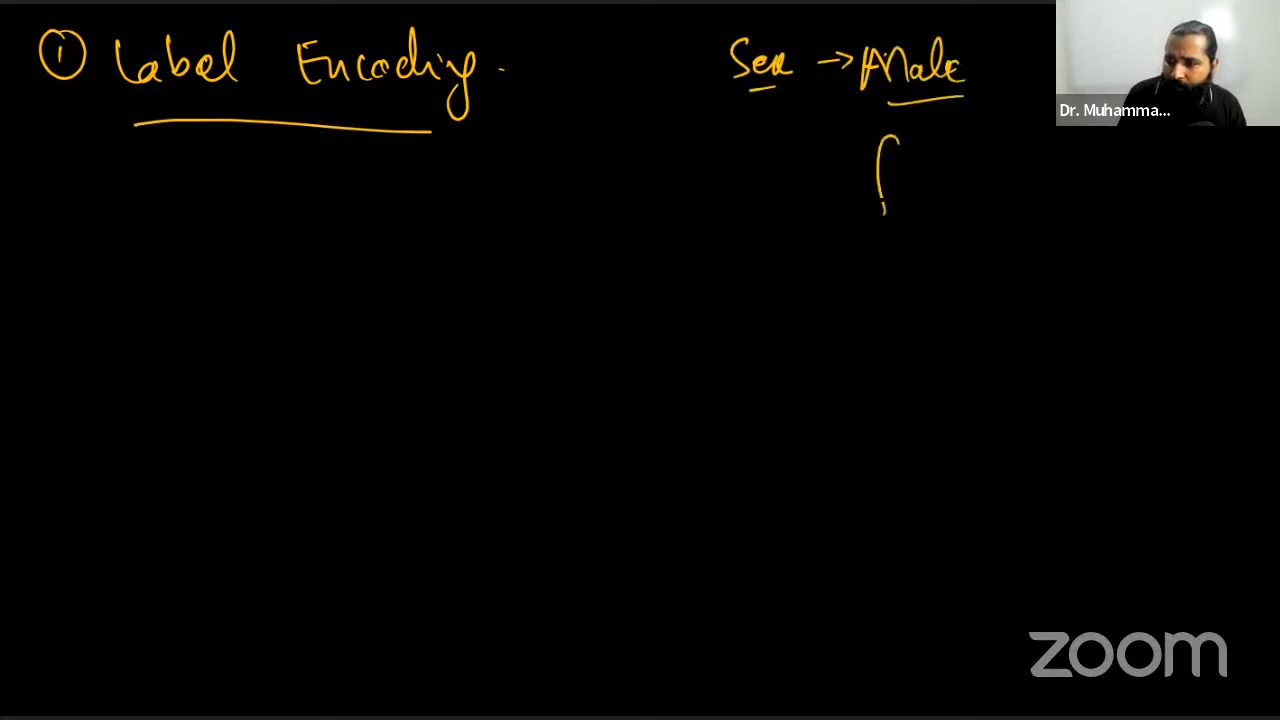 ① Label Encoding.
Sex → Male
Dr. Muhamma...
zoom